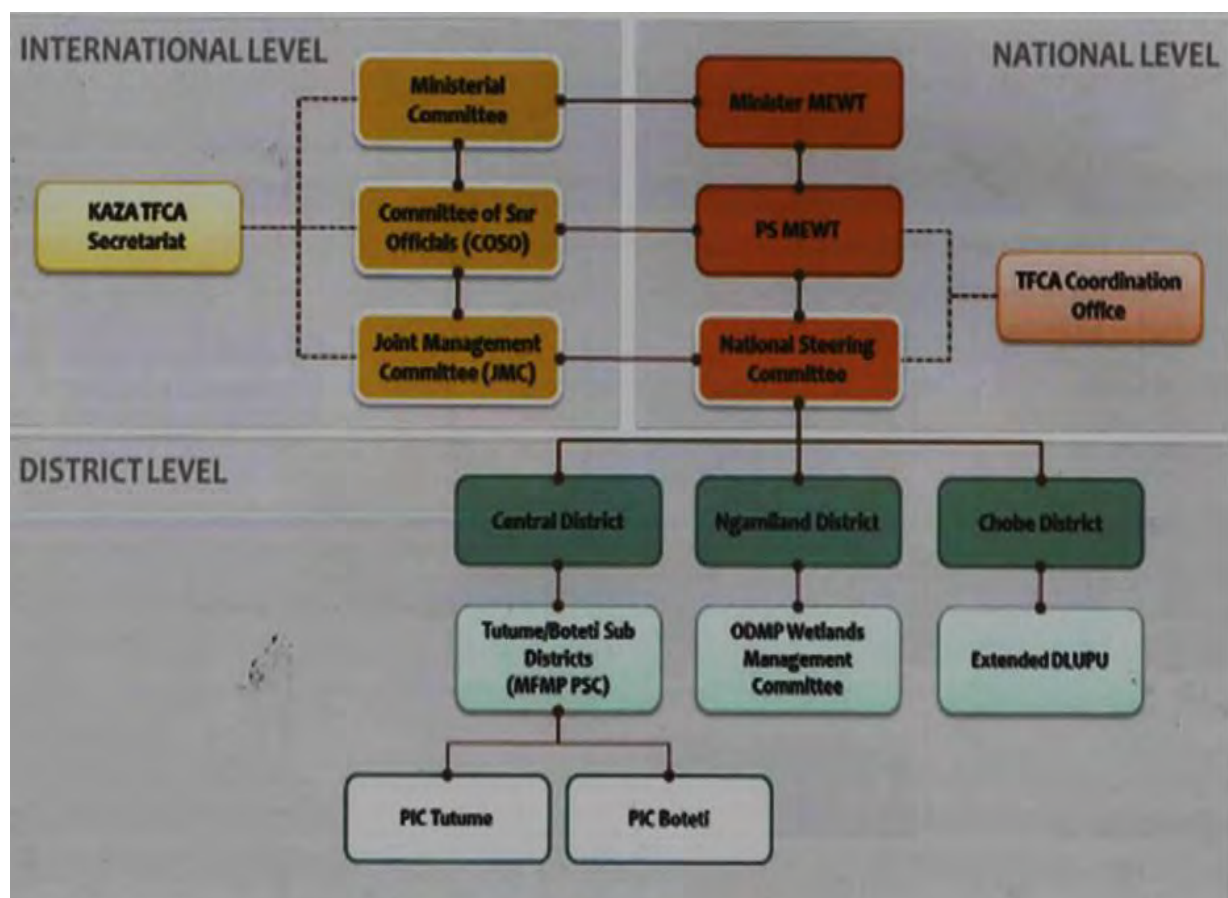 INTERNATIONAL LEVEL
NATIONAL LEVEL
Ministerial
Committee
Minister MEWT
KAZA TFCA
Secretariat
Committee of Snr
Officials (COSO)
PS MEWT
TFCA Coordination
Office
Joint Management
Committee (JMC)
National Steering
Committee
DISTRICT LEVEL
Central District
Ngamiland District
Chobe District
Tutume/Boteti Sub
Districts
(MFMP PSC)
ODMP Wetlands
Management
Committee
Extended DLUPU
PIC Tutume
PIC Boteti